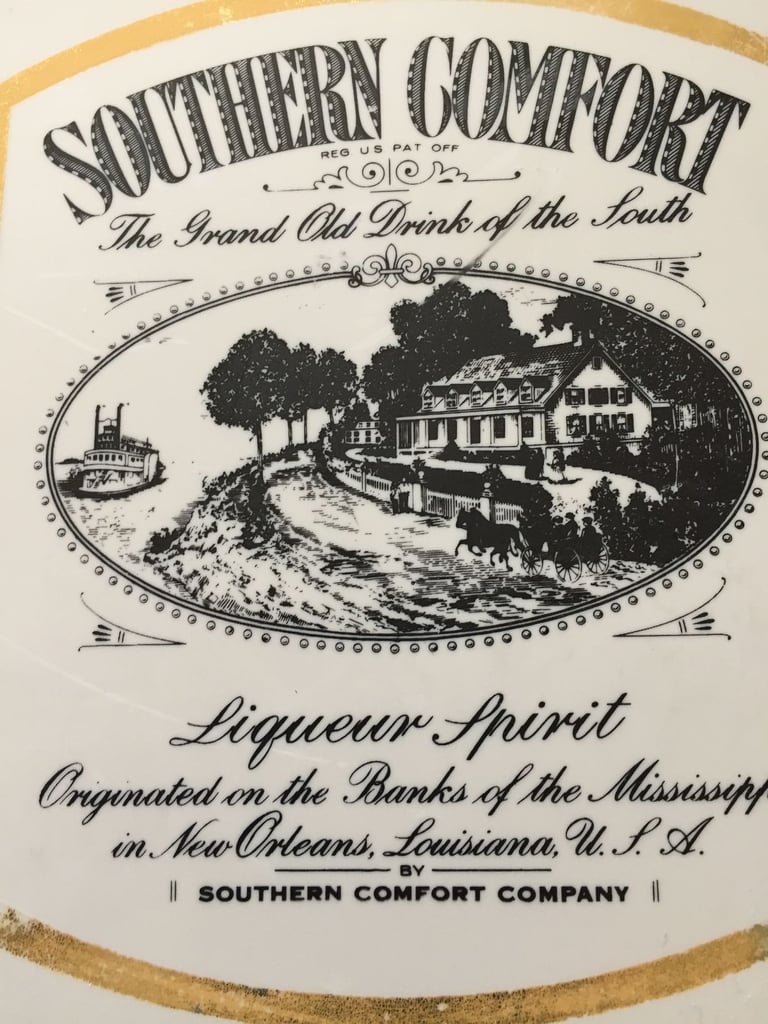 SOUTHERN COMFORT
REG US PAT OFF
The Grand Old Drink of the South
Liqueur Spirit
Originated on the Banks of the Mississipp
in New Orleans, Louisiana, U. S. A.
BY
SOUTHERN COMFORT COMPANY